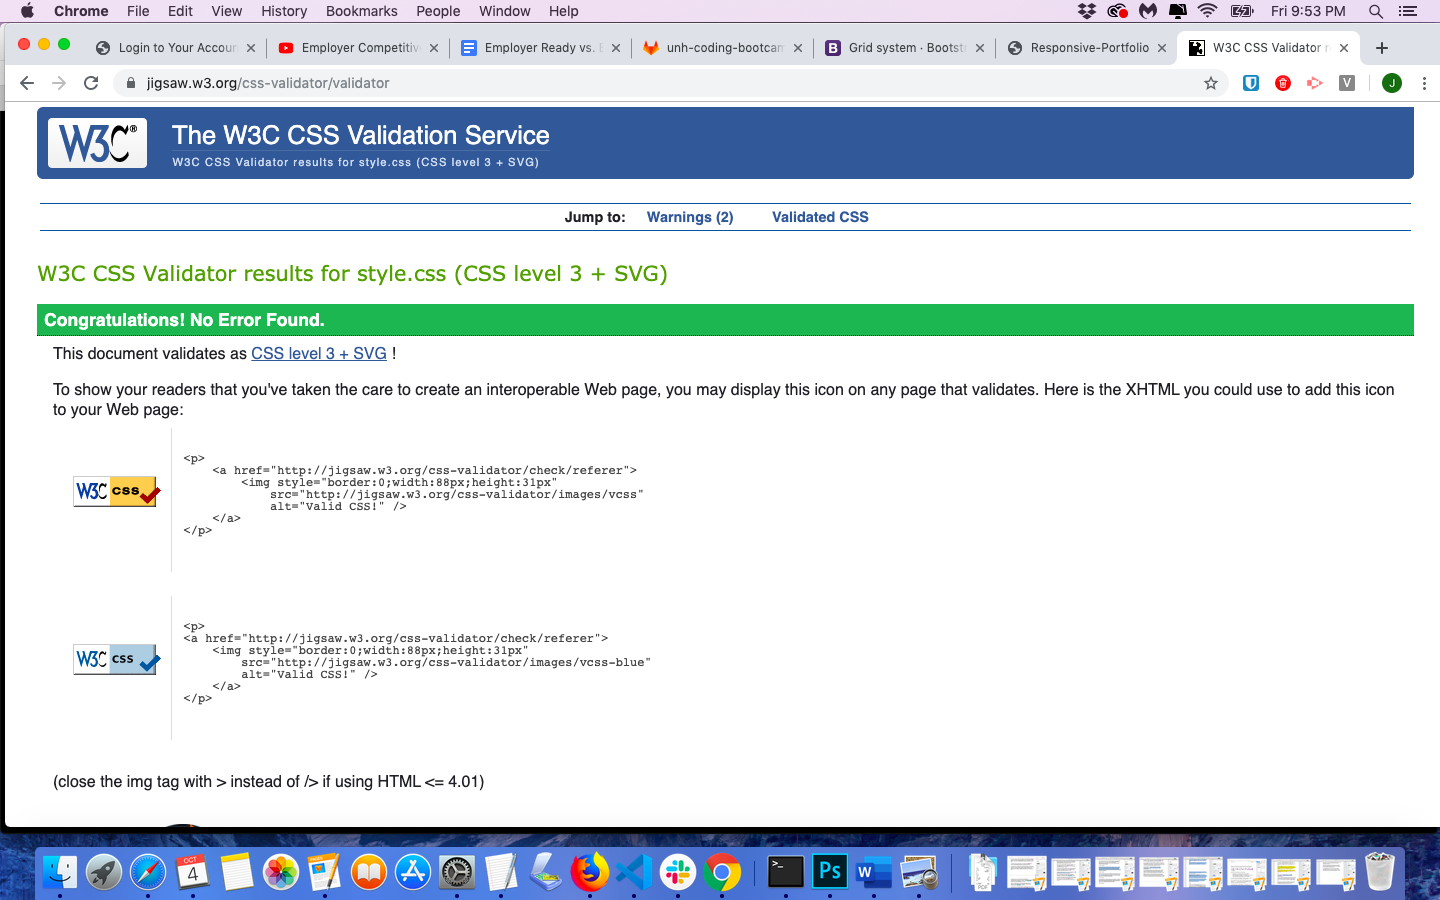 Chrome File Edit View History Bookmarks People Window Help Fri 9:53 PM
Login to Your Accoun Employer Competitiv Employer Ready vs. unh-coding-bootcam Grid system · Bootst Responsive-Portfolio W3C CSS Validator r
jigsaw.w3.org/css-validator/validator V J
W3C® The W3C CSS Validation Service
W3C CSS Validator results for style.css (CSS level 3 + SVG)
Jump to: Warnings (2) Validated CSS
W3C CSS Validator results for style.css (CSS level 3 + SVG)
Congratulations! No Error Found.
This document validates as CSS level 3 + SVG !
To show your readers that you've taken the care to create an interoperable Web page, you may display this icon on any page that validates. Here is the XHTML you could use to add this icon
to your Web page:
<p>
<a href="http://jigsaw.w3.org/css-validator/check/referer">
<img style="border:0;width:88px;height:31px"
W3C css
src="http://jigsaw.w3.org/css-validator/images/vcss"
alt="Valid CSS!" />
</a>
</p>
<p>
<a href="http://jigsaw.w3.org/css-validator/check/referer">
<img style="border:0;width:88px;height:31px"
W3C css
src="http://jigsaw.w3.org/css-validator/images/vcss-blue"
alt="Valid CSS!" />
</a>
</p>
(close the img tag with > instead of /> if using HTML <= 4.01)
OCT
4
>_
Ps
W